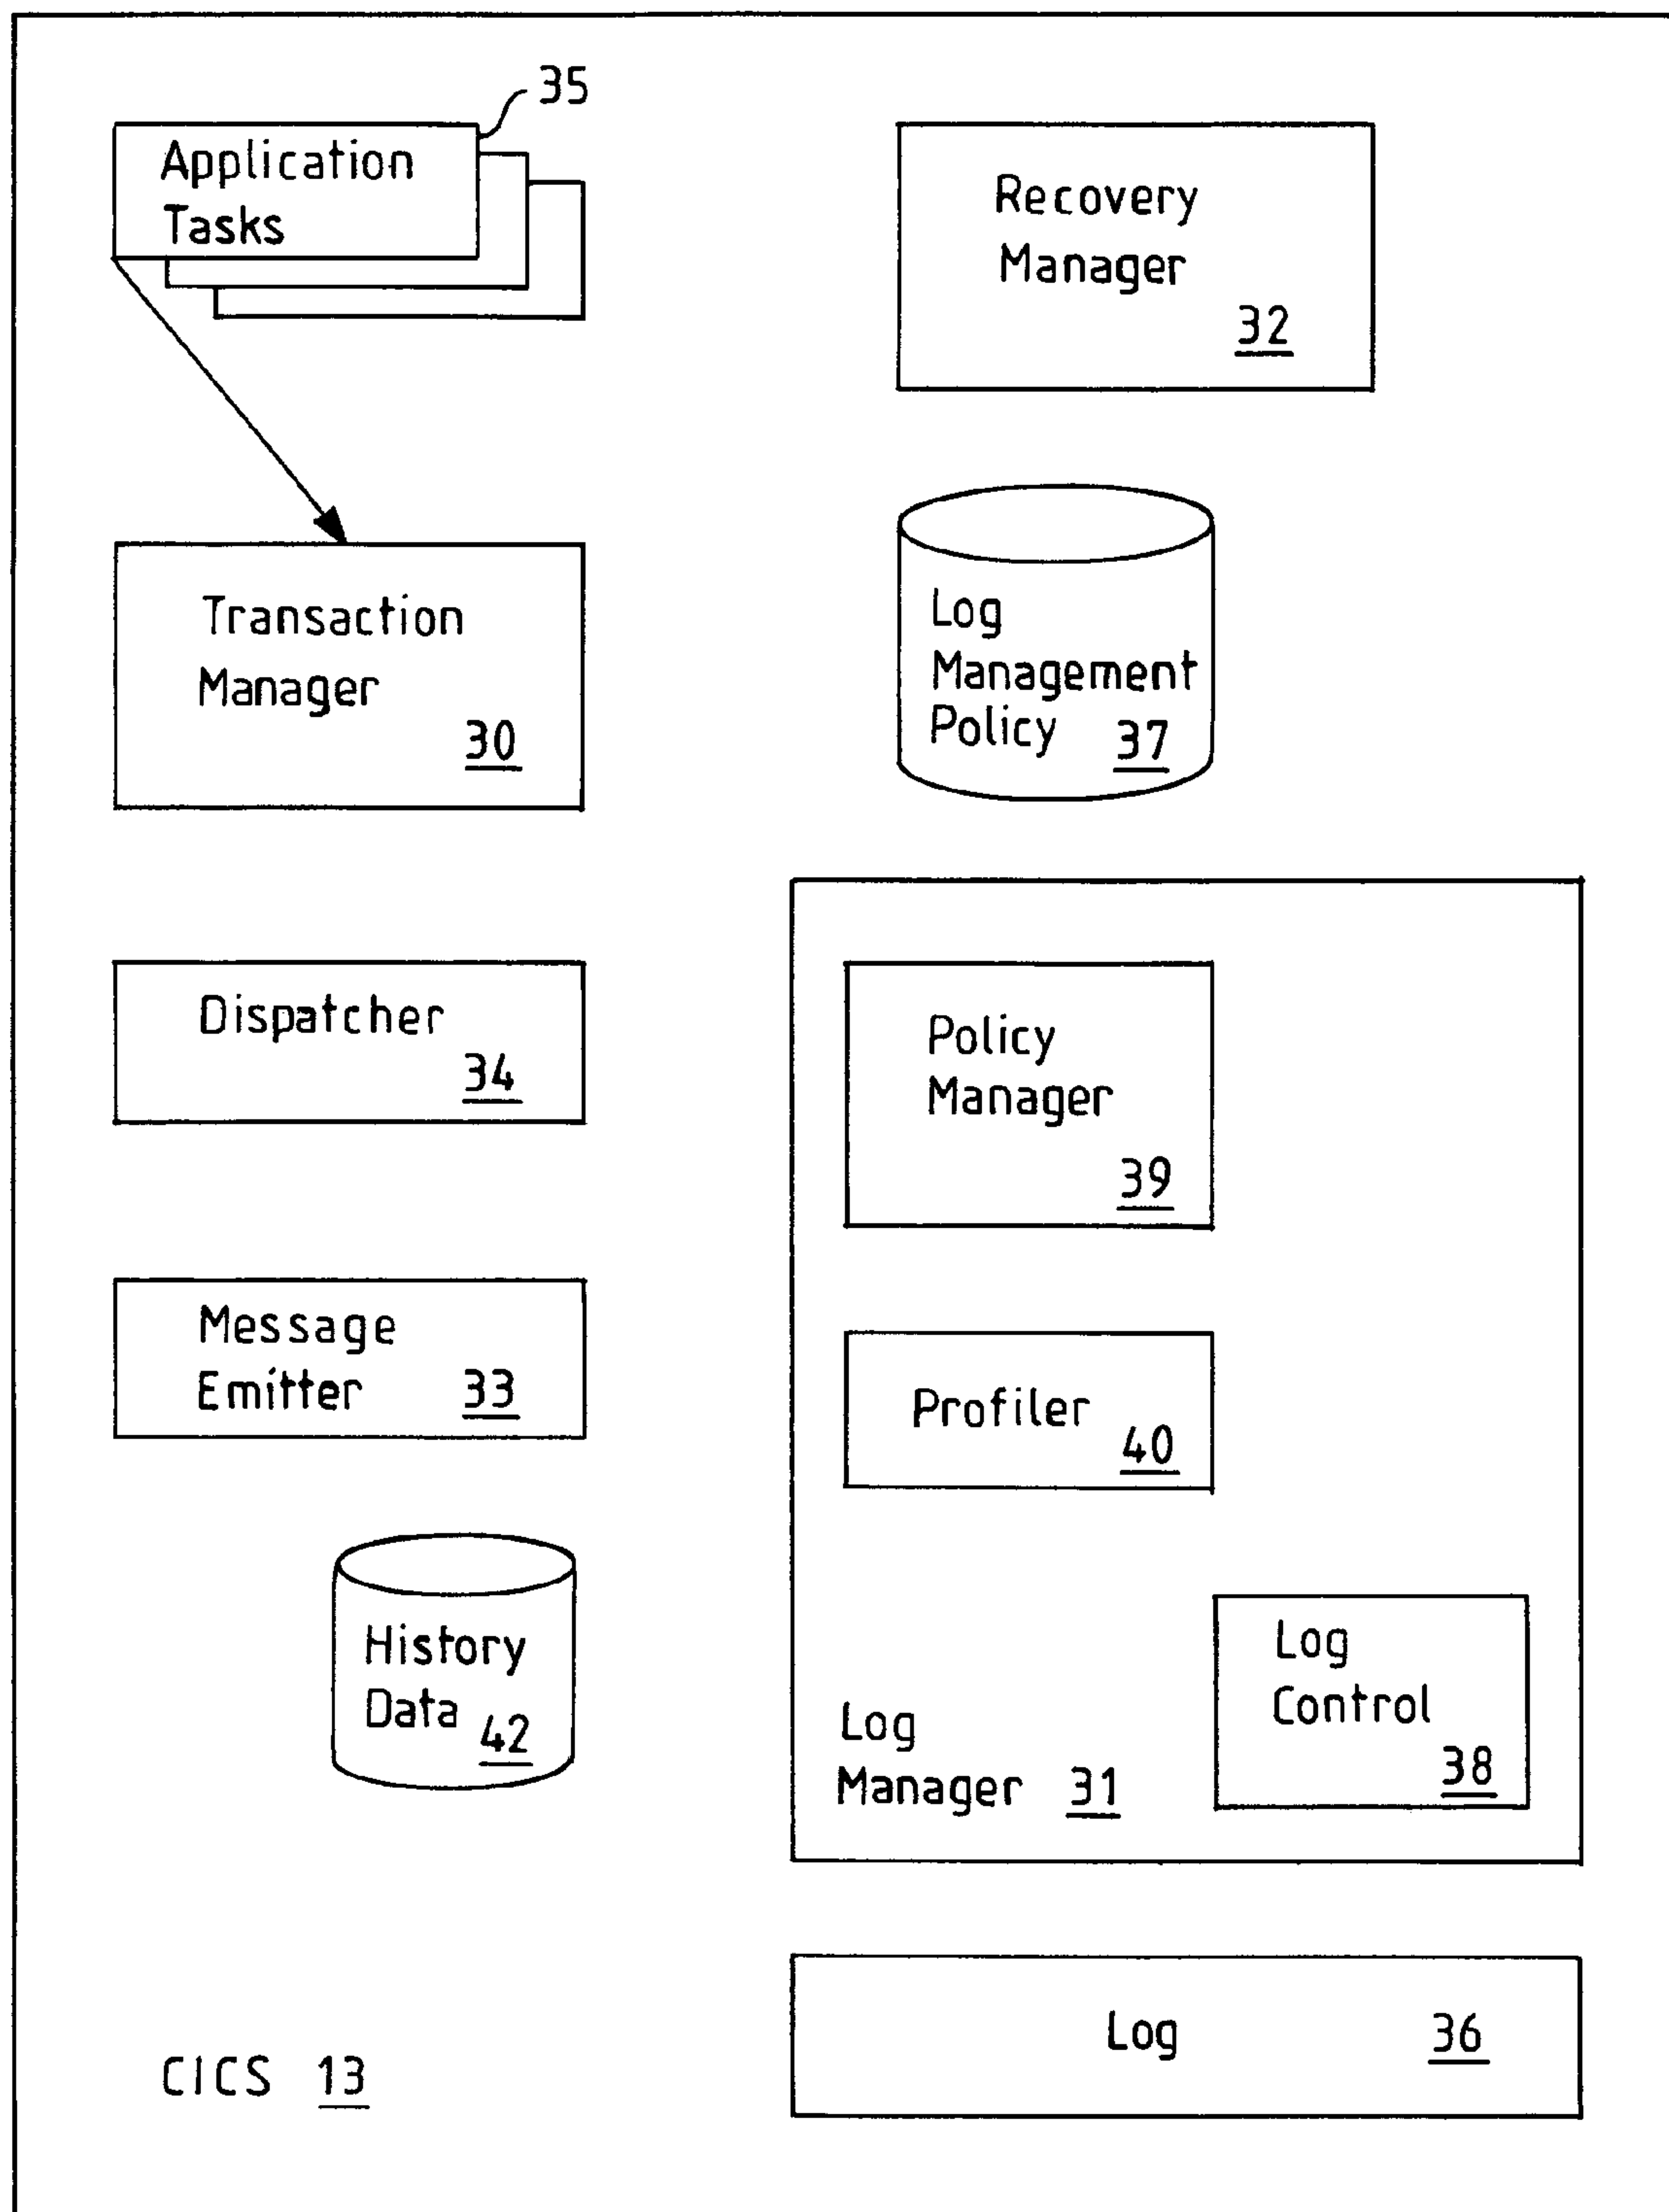 35
Application
Tasks
Recovery
Manager
32
Transaction
Manager
30
Log
Management
Policy 37
Dispatcher
34
Policy
Manager
39
Message
Emitter 33
Profiler
40
History
Data 42
Log
Control
38
Log
Manager 31
Log 36
CICS 13